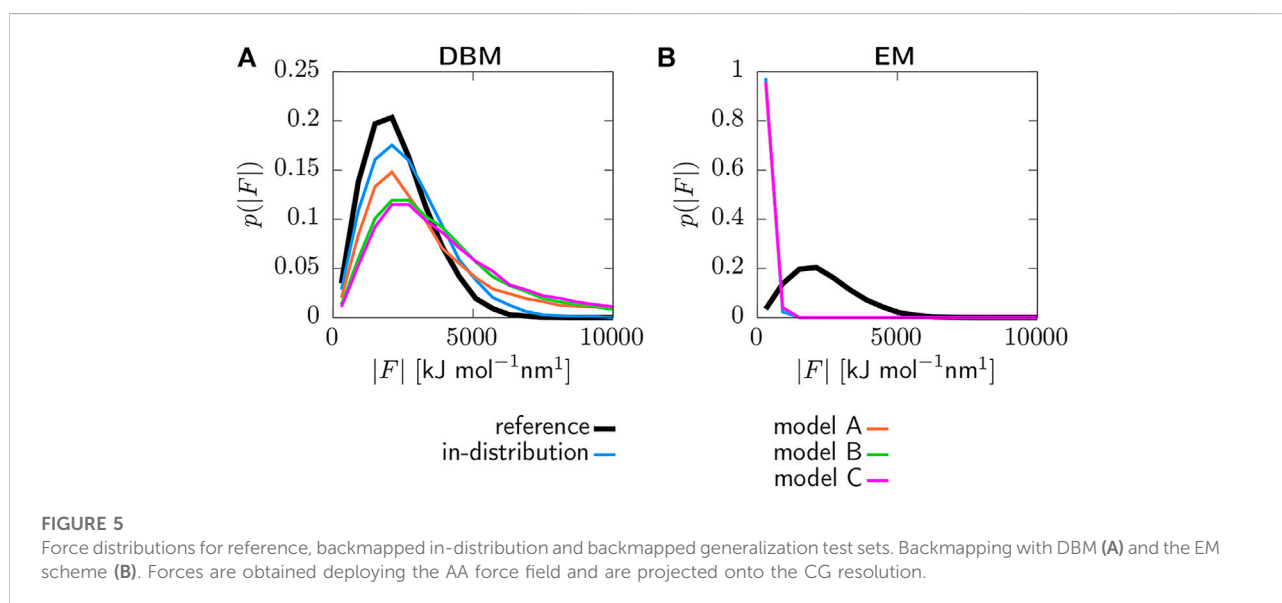 A
DBM
0.25
0.2
0.15
0.1
0.05
0
p(|F|)
0
5000
10000
|F| [kJ mol⁻¹nm¹]
B
EM
1
0.8
0.6
0.4
0.2
0
p(|F|)
0
5000
10000
|F| [kJ mol⁻¹nm¹]
reference
in-distribution
model A
model B
model C
FIGURE 5
Force distributions for reference, backmapped in-distribution and backmapped generalization test sets. Backmapping with DBM (A) and the EM
scheme (B). Forces are obtained deploying the AA force field and are projected onto the CG resolution.